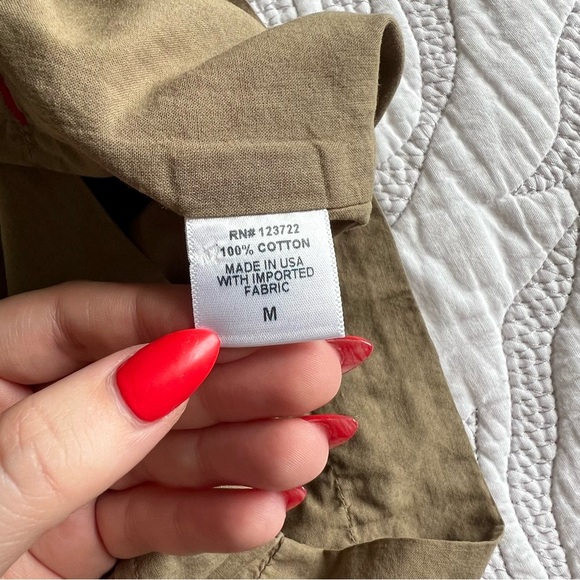 RN# 123722
100% COTTON
MADE IN USA
WITH IMPORTED
FABRIC
M